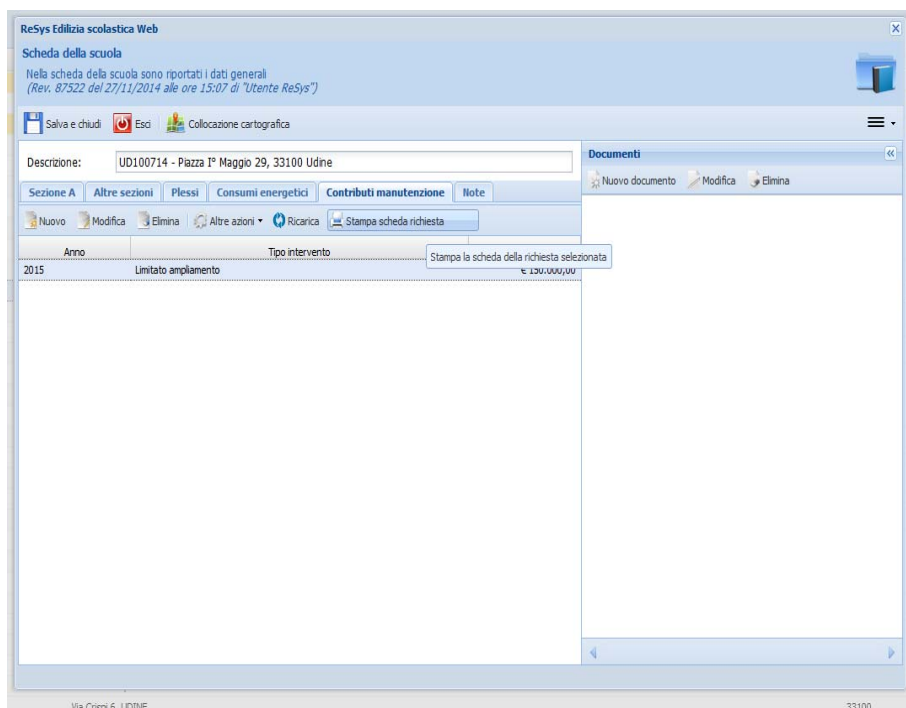 ReSys Edilizia scolastica Web
Scheda della scuola
Nella scheda della scuola sono riportati i dati generali
(Rev. 87522 del 27/11/2014 alle ore 15:07 di "Utente ReSys")
Salva e chiudi Esci Collocazione cartografica
Descrizione: UD100714 - Piazza I° Maggio 29, 33100 Udine
Sezione A Altre sezioni Plessi Consumi energetici Contributi manutenzione Note
Nuovo Modifica Elimina Altre azioni Ricarica Stampa scheda richiesta
Anno Tipo intervento
Stampa la scheda della richiesta selezionata
2015 Limitato ampliamento € 150.000,00
Documenti
Nuovo documento Modifica Elimina
Via Crispi 6, UDINE 33100